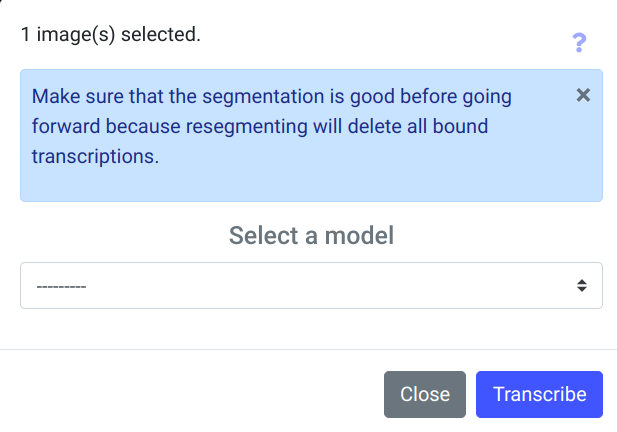 1 image(s) selected.
?
Make sure that the segmentation is good before going
forward because resegmenting will delete all bound
transcriptions.
Select a model
---------
Close
Transcribe